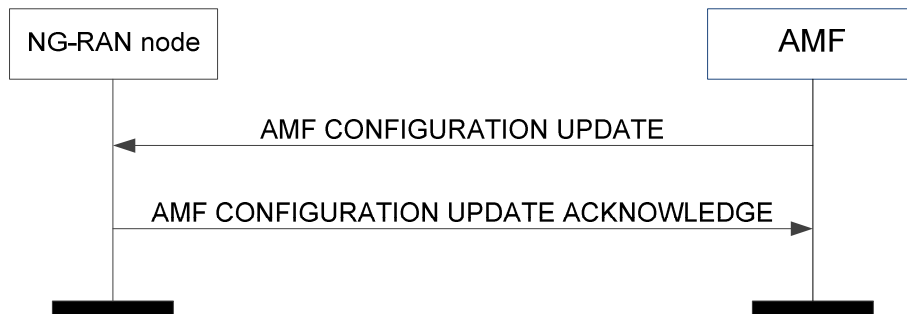 NG-RAN node
AMF
AMF CONFIGURATION UPDATE
AMF CONFIGURATION UPDATE ACKNOWLEDGE